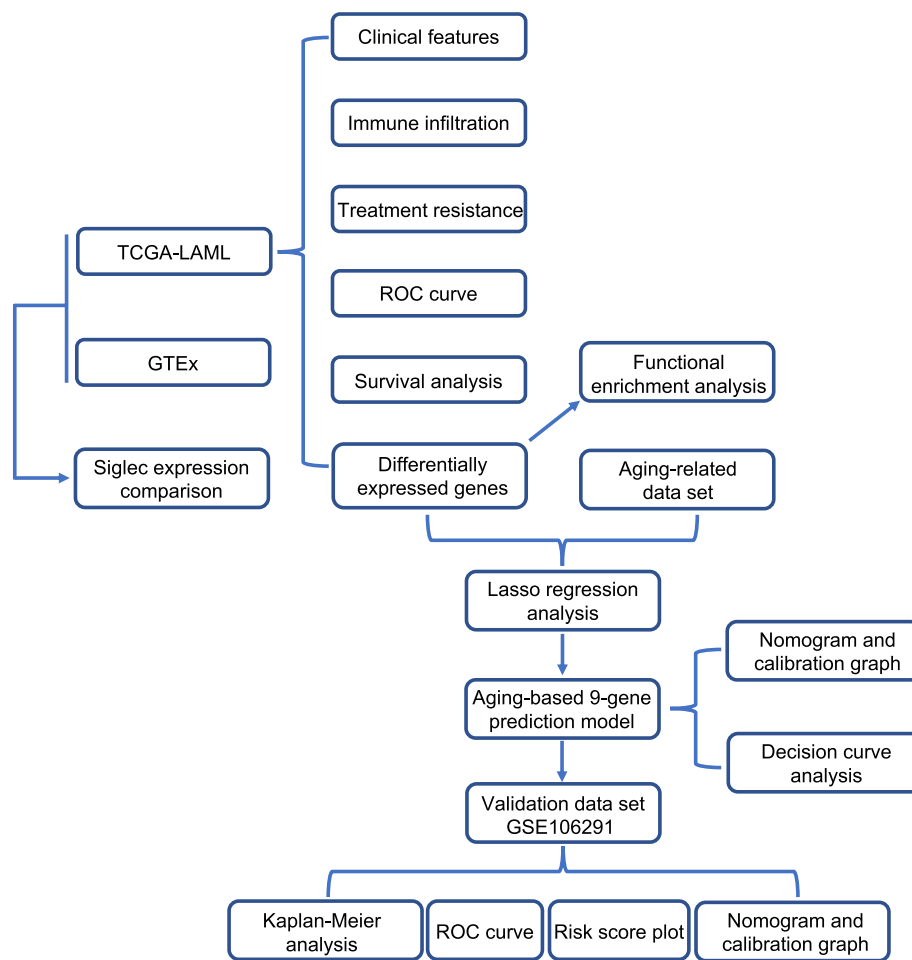 Clinical features
Immune infiltration
Treatment resistance
TCGA-LAML
ROC curve
GTEx
Survival analysis
Functional
enrichment analysis
Siglec expression
comparison
Differentially
expressed genes
Aging-related
data set
Lasso regression
analysis
Nomogram and
calibration graph
Aging-based 9-gene
prediction model
Decision curve
analysis
Validation data set
GSE106291
Kaplan-Meier
analysis
ROC curve
Risk score plot
Nomogram and
calibration graph